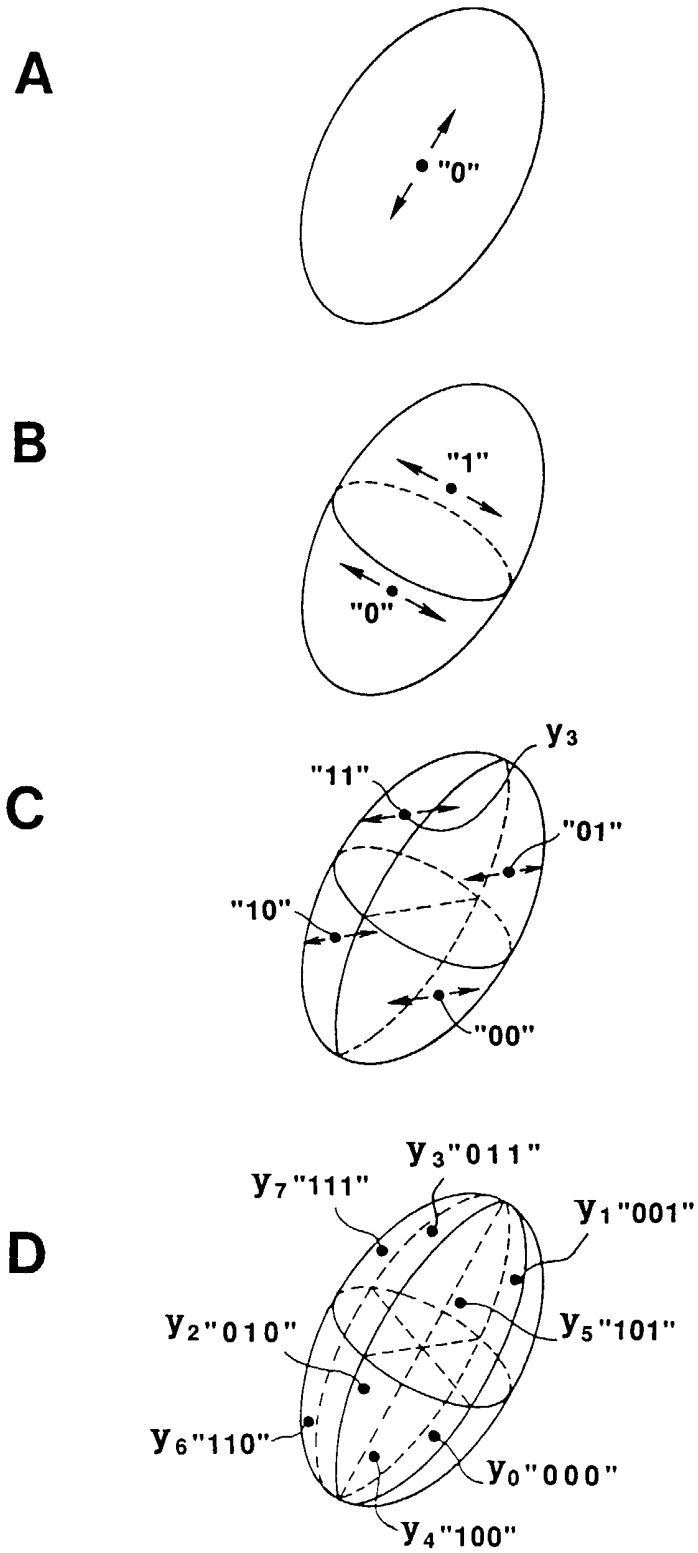 A
"0"
B
"1"
"0"
C
y3
"11"
"01"
"10"
"00"
D
y3 "011"
y7 "111"
y1 "001"
y2 "010"
y5 "101"
y6 "110"
y0 "000"
y4 "100"